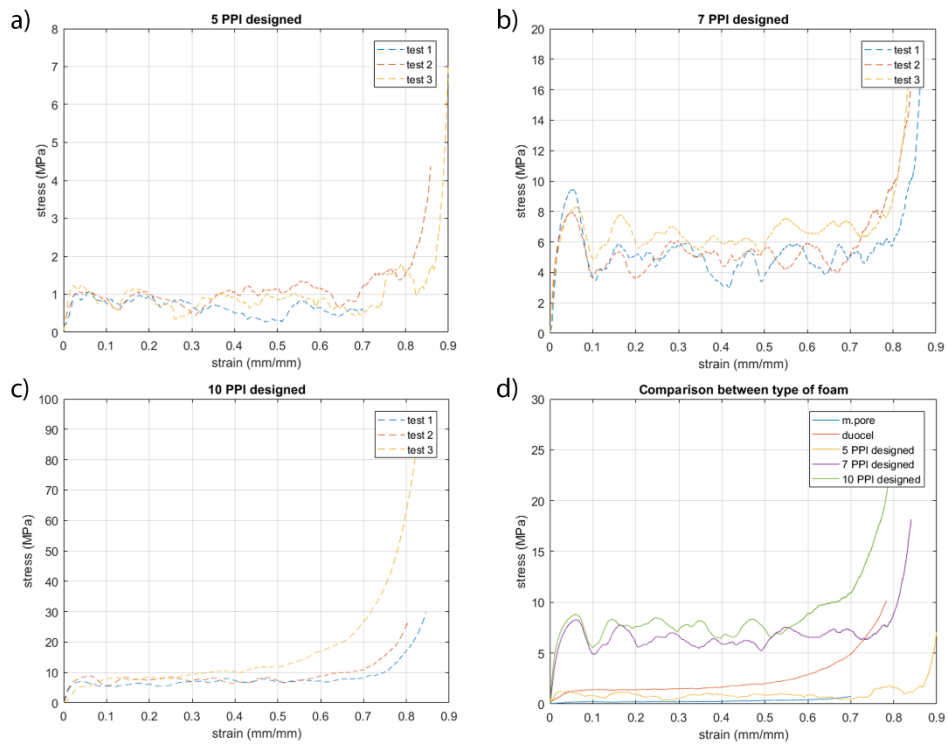 a)
5 PPI designed
8
7
6
5
4
3
2
1
0
stress (MPa)
0 0.1 0.2 0.3 0.4 0.5 0.6 0.7 0.8 0.9
strain (mm/mm)
test 1
test 2
test 3
b)
7 PPI designed
20
18
16
14
12
10
8
6
4
2
0
stress (MPa)
0 0.1 0.2 0.3 0.4 0.5 0.6 0.7 0.8 0.9
strain (mm/mm)
test 1
test 2
test 3
c)
10 PPI designed
100
90
80
70
60
50
40
30
20
10
0
stress (MPa)
0 0.1 0.2 0.3 0.4 0.5 0.6 0.7 0.8 0.9
strain (mm/mm)
test 1
test 2
test 3
d)
Comparison between type of foam
30
25
20
15
10
5
0
stress (MPa)
0 0.1 0.2 0.3 0.4 0.5 0.6 0.7 0.8 0.9
strain (mm/mm)
m.pore
duocel
5 PPI designed
7 PPI designed
10 PPI designed